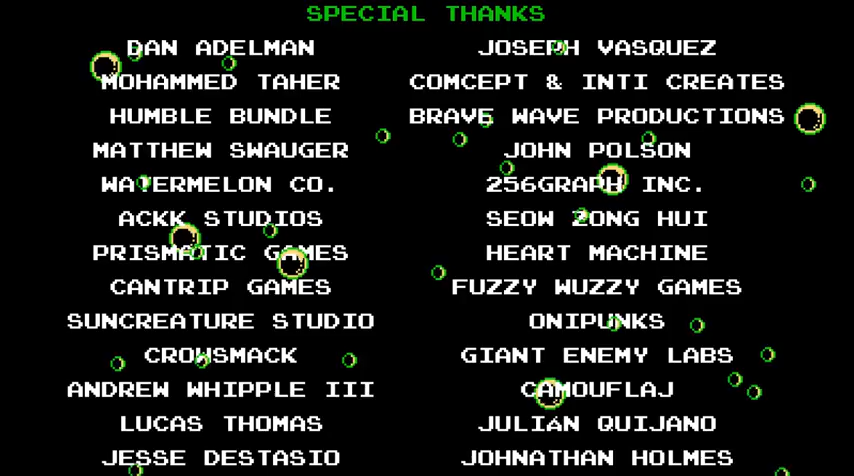 SPECIAL THANKS
DAN ADELMAN JOSEPH VASQUEZ
MOHAMMED TAHER COMCEPT & INTI CREATES
HUMBLE BUNDLE BRAVE WAVE PRODUCTIONS
MATTHEW SWAUGER JOHN POLSON
WATERMELON CO. 256GRAPH INC.
ACKK STUDIOS SEOW ZONG HUI
PRISMATIC GAMES HEART MACHINE
CANTRIP GAMES FUZZY WUZZY GAMES
SUNCREATURE STUDIO ONIPUNKS
CROWSMACK GIANT ENEMY LABS
ANDREW WHIPPLE III CAMOUFLAJ
LUCAS THOMAS JULIAN QUIJANO
JESSE DESTASIO JOHNATHAN HOLMES